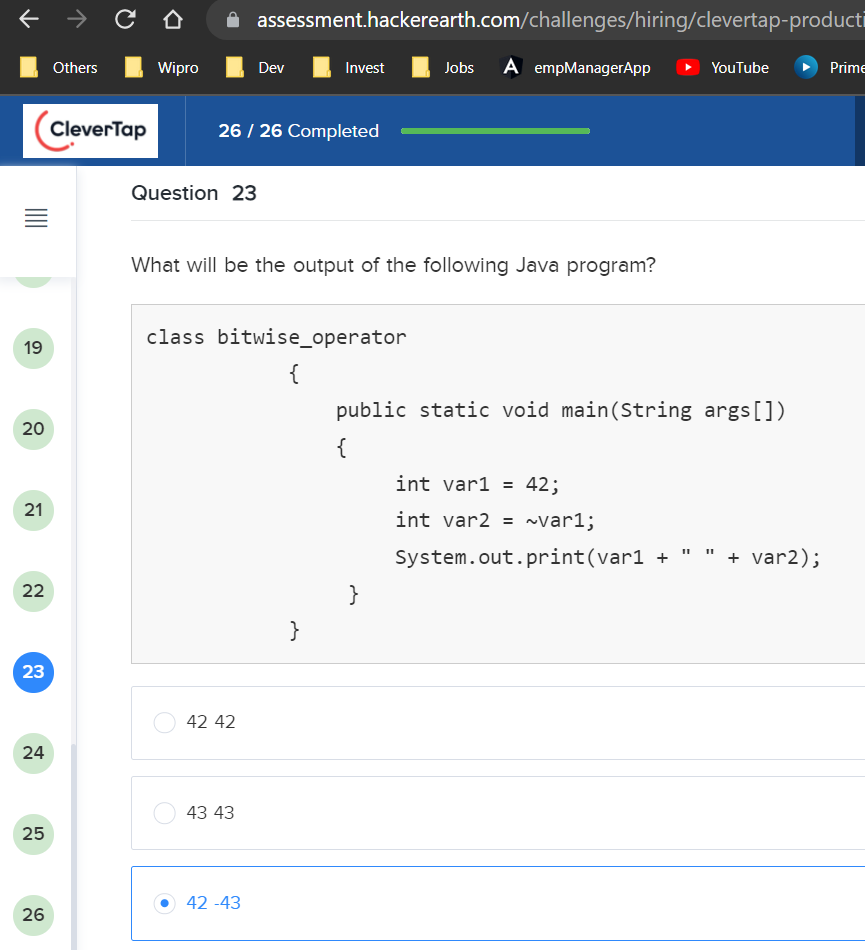 assessment.hackerearth.com/challenges/hiring/clevertap-producti
Others Wipro Dev Invest Jobs A empManagerApp YouTube Prime
CleverTap 26 / 26 Completed
Question 23
What will be the output of the following Java program?
class bitwise_operator
{
public static void main(String args[])
{
int var1 = 42;
int var2 = ~var1;
System.out.print(var1 + " " + var2);
}
}
42 42
43 43
42 -43
19
20
21
22
23
24
25
26